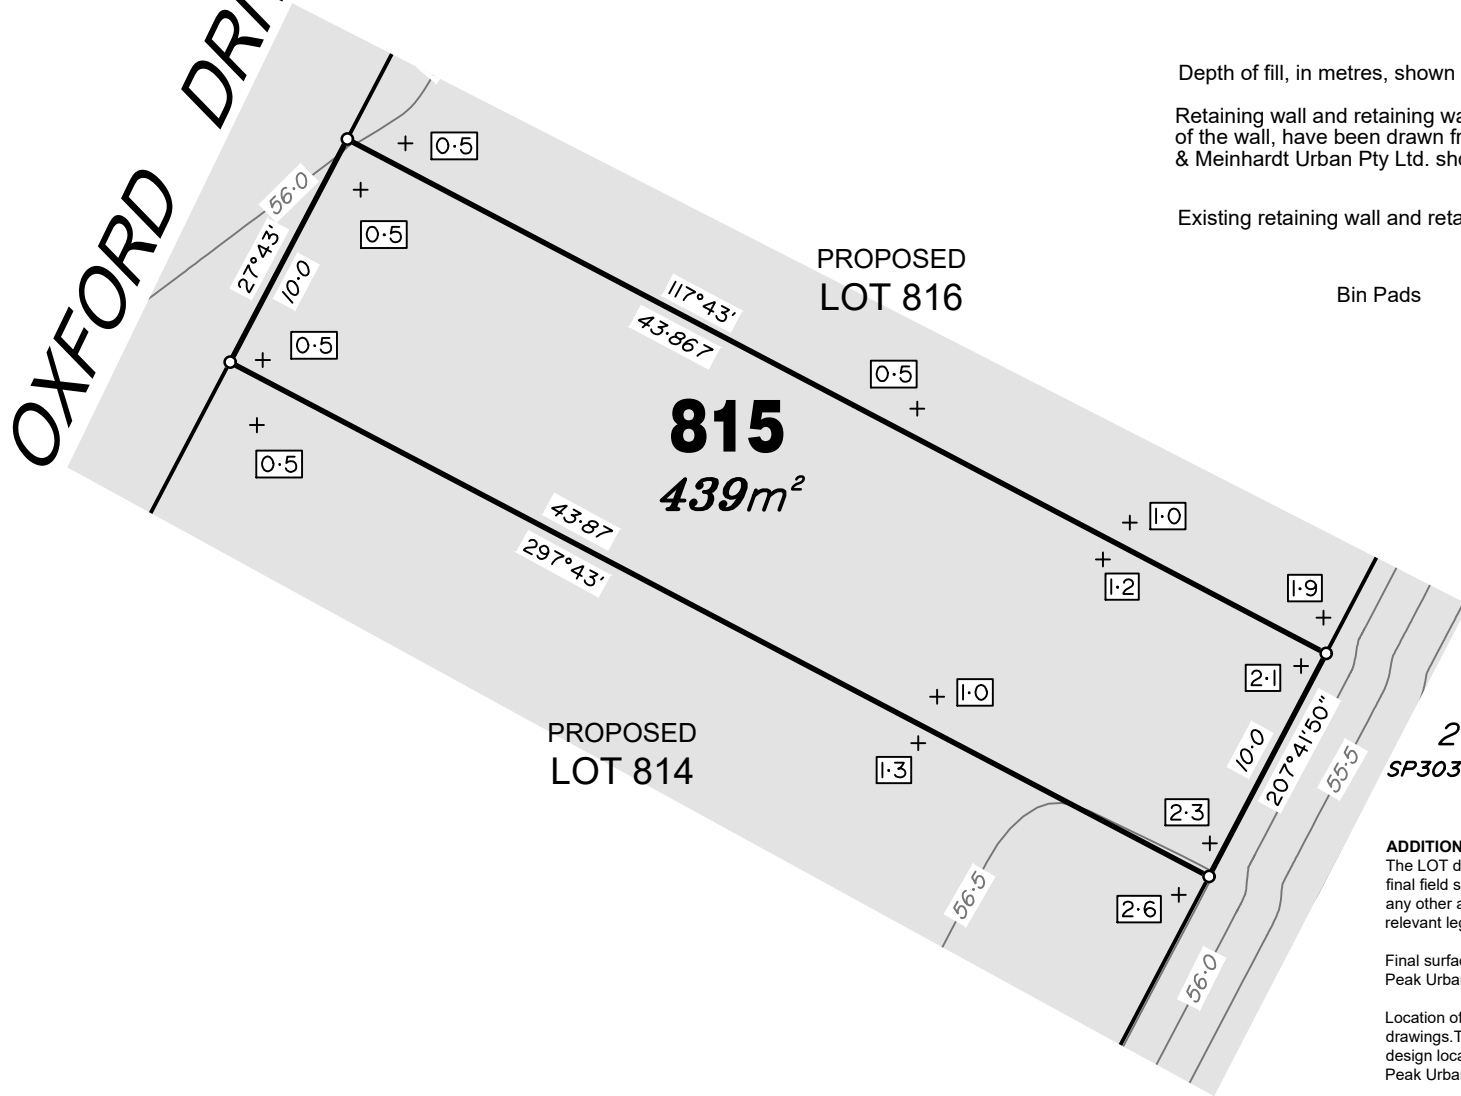 OXFORD DRI
Depth of fill, in metres, shown
Retaining wall and retaining wa
of the wall, have been drawn fr
& Meinhardt Urban Pty Ltd. sho
Existing retaining wall and reta
Bin Pads
0·5
0·5
56·0
27°43'
10·0
0·5
0·5
PROPOSED
LOT 816
117°43'
43·867
0·5
815
439m²
43·87
297°43'
1·0
1·2
1·9
2·1
1·0
1·3
PROPOSED
LOT 814
10·0
207°41'50"
55·5
2·3
2·6
56·5
56·0
2
SP303
ADDITION
The LOT d
final field s
any other a
relevant leg
Final surfac
Peak Urba
Location of
drawings.T
design loca
Peak Urba